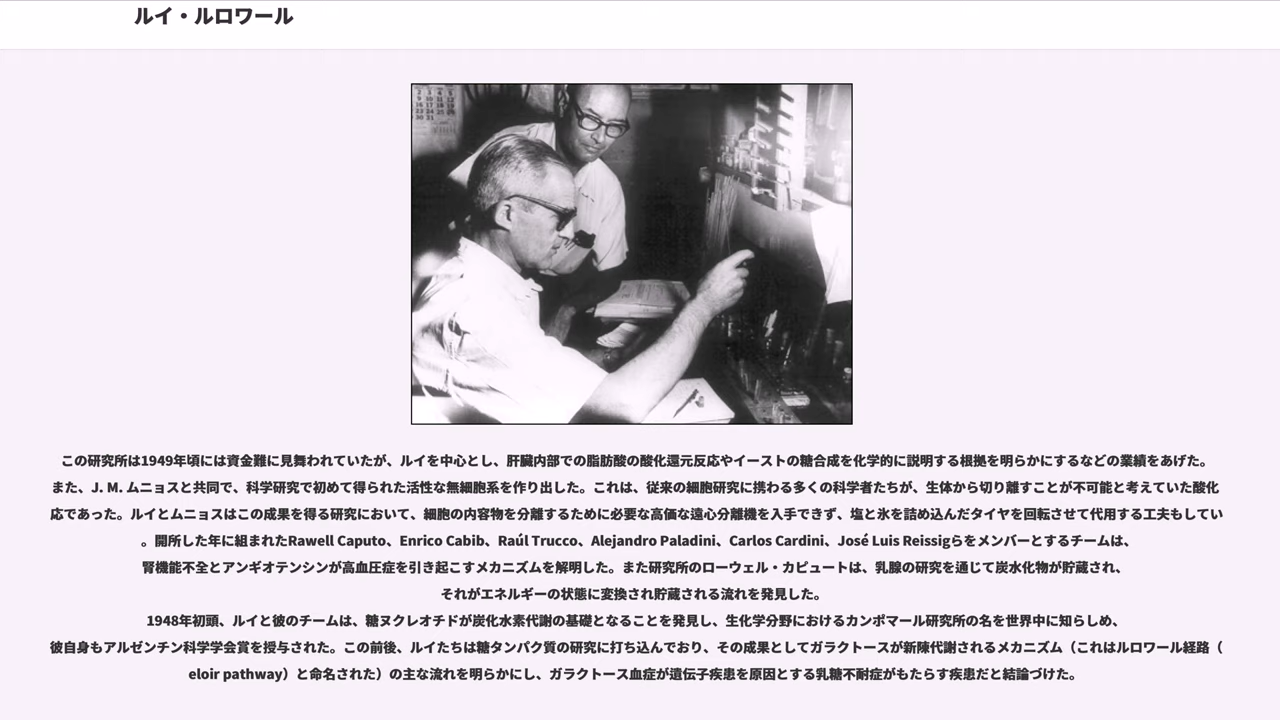 ルイ・ルロワール
この研究所は1949年頃には資金難に見舞われていたが、ルイを中心とし、肝臓内部での脂肪酸の酸化還元反応やイーストの糖合成を化学的に説明する根拠を明らかにするなどの業績をあげた。
また、J. M. ムニョスと共同で、科学研究で初めて得られた活性な無細胞系を作り出した。これは、従来の細胞研究に携わる多くの科学者たちが、生体から切り離すことが不可能と考えていた酸化
応であった。ルイとムニョスはこの成果を得る研究において、細胞の内容物を分離するために必要な高価な遠心分離機を入手できず、塩と氷を詰め込んだタイヤを回転させて代用する工夫もしてい
。開所した年に組まれたRawell Caputo、Enrico Cabib、Raúl Trucco、Alejandro Paladini、Carlos Cardini、José Luis Reissigらをメンバーとするチームは、
腎機能不全とアンギオテンシンが高血圧症を引き起こすメカニズムを解明した。また研究所のローウェル・カピュートは、乳腺の研究を通じて炭水化物が貯蔵され、
それがエネルギーの状態に変換され貯蔵される流れを発見した。
1948年初頭、ルイと彼のチームは、糖ヌクレオチドが炭化水素代謝の基礎となることを発見し、生化学分野におけるカンポマール研究所の名を世界中に知らしめ、
彼自身もアルゼンチン科学学会賞を授与された。この前後、ルイたちは糖タンパク質の研究に打ち込んでおり、その成果としてガラクトースが新陳代謝されるメカニズム（これはルロワール経路（
eloir pathway）と命名された）の主な流れを明らかにし、ガラクトース血症が遺伝子疾患を原因とする乳糖不耐症がもたらす疾患だと結論づけた。